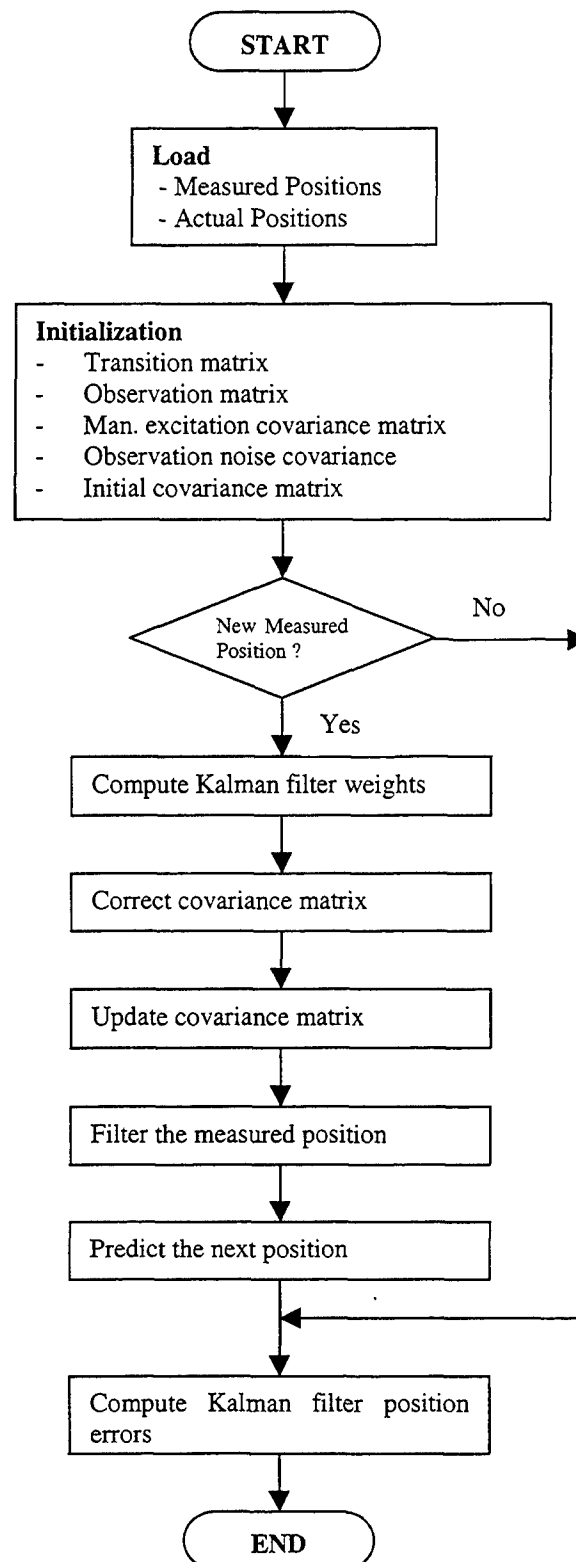 START
Load
- Measured Positions
- Actual Positions
Initialization
- Transition matrix
- Observation matrix
- Man. excitation covariance matrix
- Observation noise covariance
- Initial covariance matrix
New Measured
Position ?
No
Yes
Compute Kalman filter weights
Correct covariance matrix
Update covariance matrix
Filter the measured position
Predict the next position
Compute Kalman filter position
errors
END